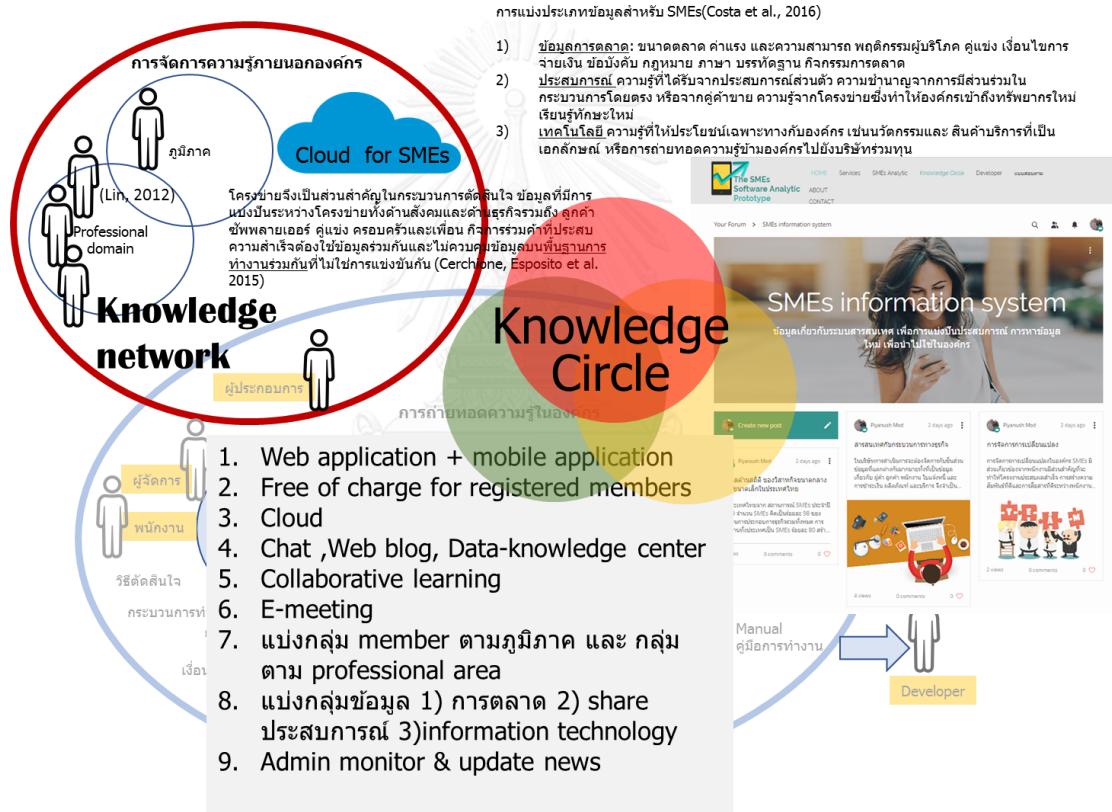 การแบ่งประเภทข้อมูลสำหรับ SMEs(Costa et al., 2016)
1) ข้อมูลการตลาด: ขนาดตลาด ค่าแรง และความสามารถ พฤติกรรมผู้บริโภค คู่แข่ง เงื่อนไขการ
จ่ายเงิน ข้อบังคับ กฎหมาย ภาษา บรรทัดฐาน กิจกรรมการตลาด
2) ประสบการณ์ ความรู้ที่ได้รับจากประสบการณ์ส่วนตัว ความชำนาญจากการมีส่วนร่วมใน
กระบวนการโดยตรง หรือจากคู่ค้าขาย ความรู้จากโครงข่ายซึ่งทำให้องค์กรเข้าถึงทรัพยากรใหม่
เรียนรู้ทักษะใหม่
3) เทคโนโลยี ความรู้ที่ให้ประโยชน์เฉพาะทางกับองค์กร เช่นนวัตกรรมและ สินค้าบริการที่เป็น
เอกลักษณ์ หรือการถ่ายทอดความรู้ข้ามองค์กรไปยังบริษัทร่วมทุน
การจัดการความรู้ภายนอกองค์กร
ภูมิภาค
Cloud for SMEs
(Lin, 2012)
Professional
domain
โครงข่ายจึงเป็นส่วนสำคัญในกระบวนการตัดสินใจ ข้อมูลที่มีการ
แบ่งปันระหว่างโครงข่ายทั้งด้านสังคมและด้านธุรกิจรวมถึง ลูกค้า
ซัพพลายเออร์ คู่แข่ง ครอบครัวและเพื่อน กิจการร่วมค้าที่ประสบ
ความสำเร็จต้องใช้ข้อมูลร่วมกันและไม่ควบคุมข้อมูลบนพื้นฐานการ
ทำงานร่วมกันที่ไม่ใช่การแข่งขันกัน (Cerchione, Esposito et al.
2015)
Knowledge
network
Knowledge
Circle
The SMEs
Software Analytic
Prototype
HOME Services SMEs Analytic Knowledge Circle Developer แบบสอบถาม
ABOUT
CONTACT
Your Forum > SMEs information system
SMEs information system
ข้อมูลเกี่ยวกับระบบสารสนเทศ เพื่อการแบ่งปันประสบการณ์ การหาข้อมูล
ใหม่ เพื่อนำไปใช้ในองค์กร
Create new post
Piyanush Mod 2 days ago
Piyanush Mod 2 days ago
สารสนเทศกับกระบวนการทางธุรกิจ
Piyanush Mod 2 days ago
การจัดการการเปลี่ยนแปลง
0 comments 0
4 views 0 comments 0
2 views 0 comments 0
ผู้ประกอบการ
การถ่ายทอดความรู้ในองค์กร
ผู้จัดการ
พนักงาน
วิธีตัดสินใจ
1. Web application + mobile application
2. Free of charge for registered members
3. Cloud
4. Chat ,Web blog, Data-knowledge center
5. Collaborative learning
6. E-meeting
7. แบ่งกลุ่ม member ตามภูมิภาค และ กลุ่ม
ตาม professional area
8. แบ่งกลุ่มข้อมูล 1) การตลาด 2) share
ประสบการณ์ 3)information technology
9. Admin monitor & update news
Manual
คู่มือการทำงาน
Developer